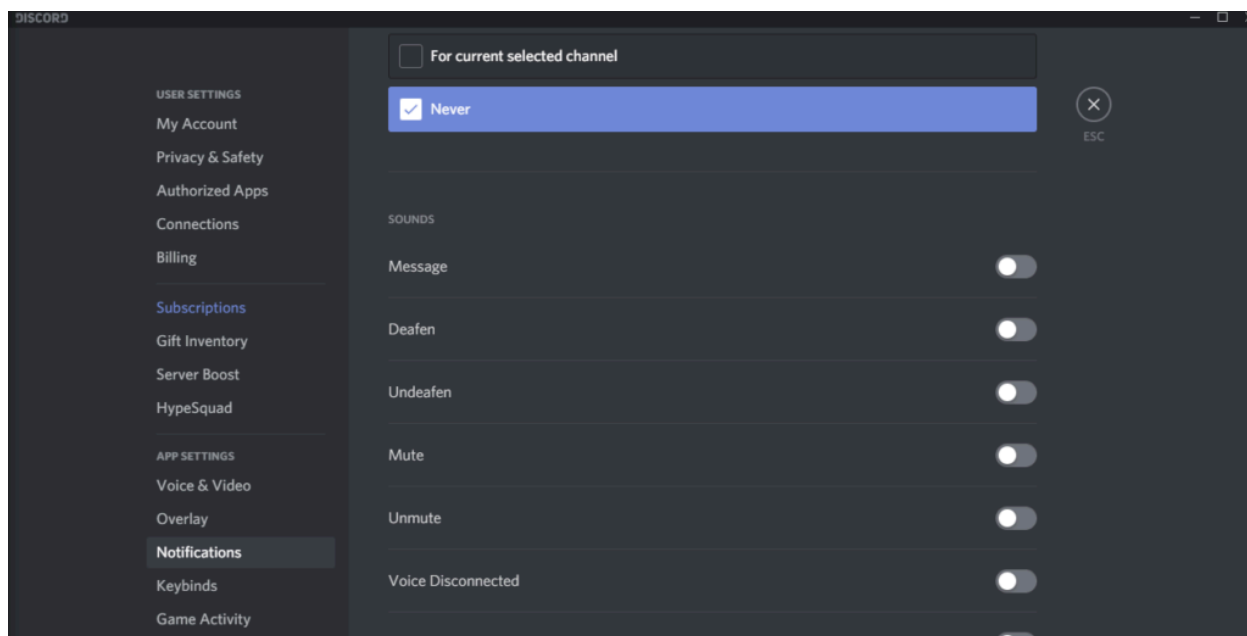 DISCORD
USER SETTINGS
My Account
Privacy & Safety
Authorized Apps
Connections
Billing
Subscriptions
Gift Inventory
Server Boost
HypeSquad
APP SETTINGS
Voice & Video
Overlay
Notifications
Keybinds
Game Activity
For current selected channel
Never
SOUNDS
Message
Deafen
Undeafen
Mute
Unmute
Voice Disconnected
ESC